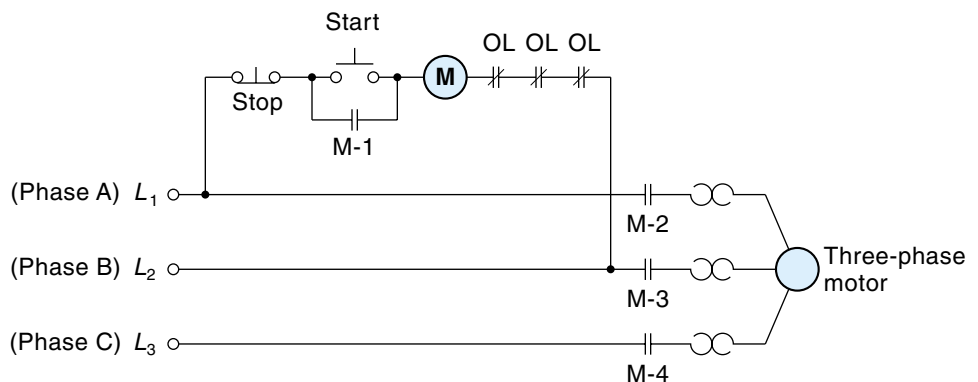 Start
OL OL OL
M
Stop
M-1
(Phase A) L₁
M-2
(Phase B) L₂
Three-phase
motor
M-3
(Phase C) L₃
M-4